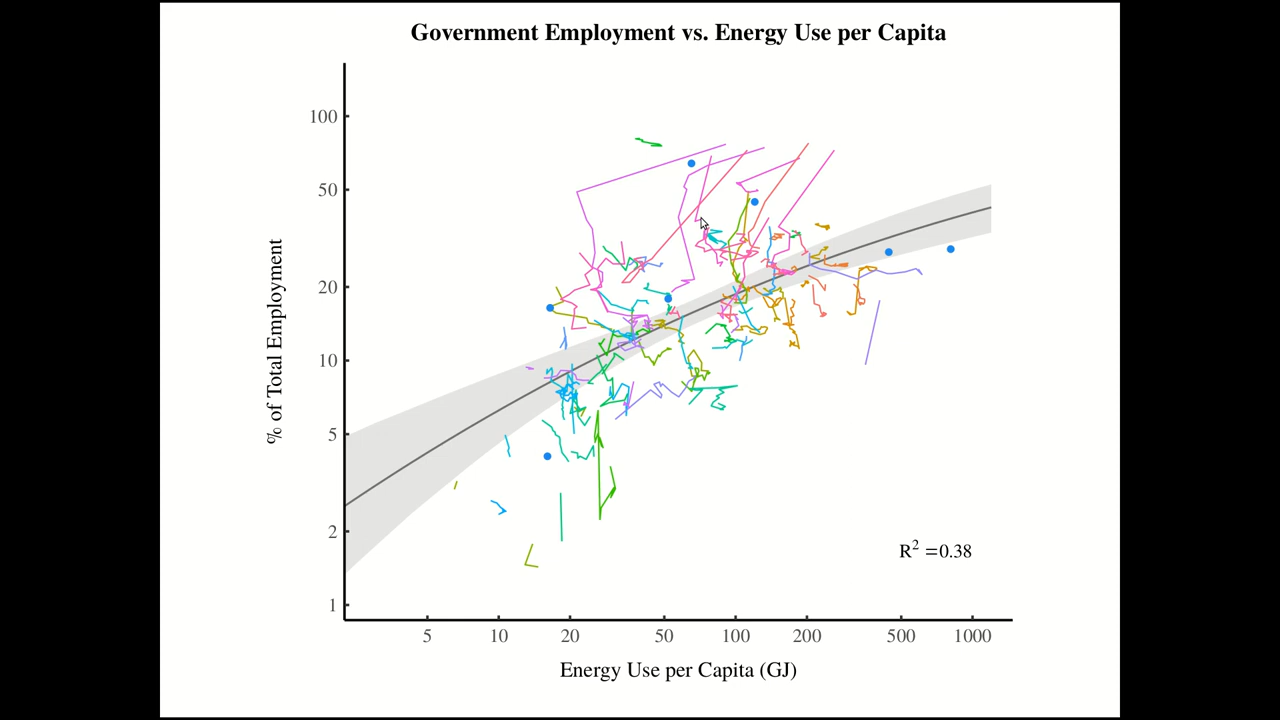 Government Employment vs. Energy Use per Capita
% of Total Employment
100
50
20
10
5
2
1
R² =0.38
5 10 20 50 100 200 500 1000
Energy Use per Capita (GJ)